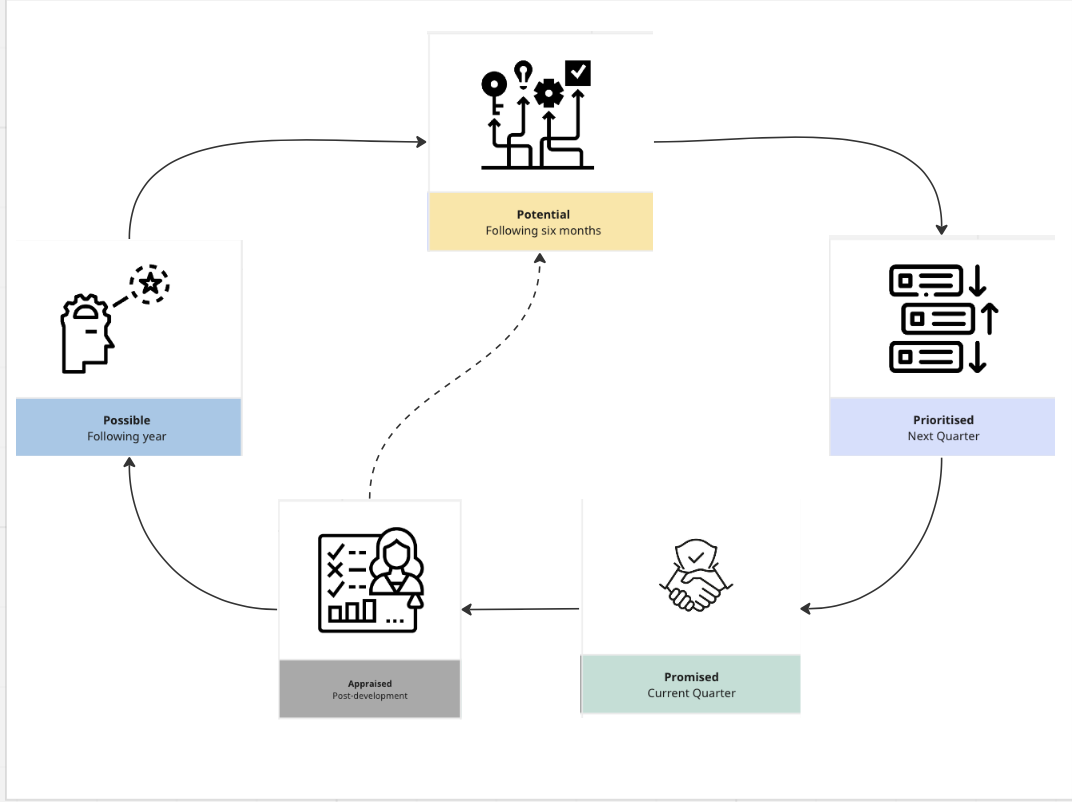 Potential
Following six months
Possible
Following year
Prioritised
Next Quarter
Appraised
Post-development
Promised
Current Quarter